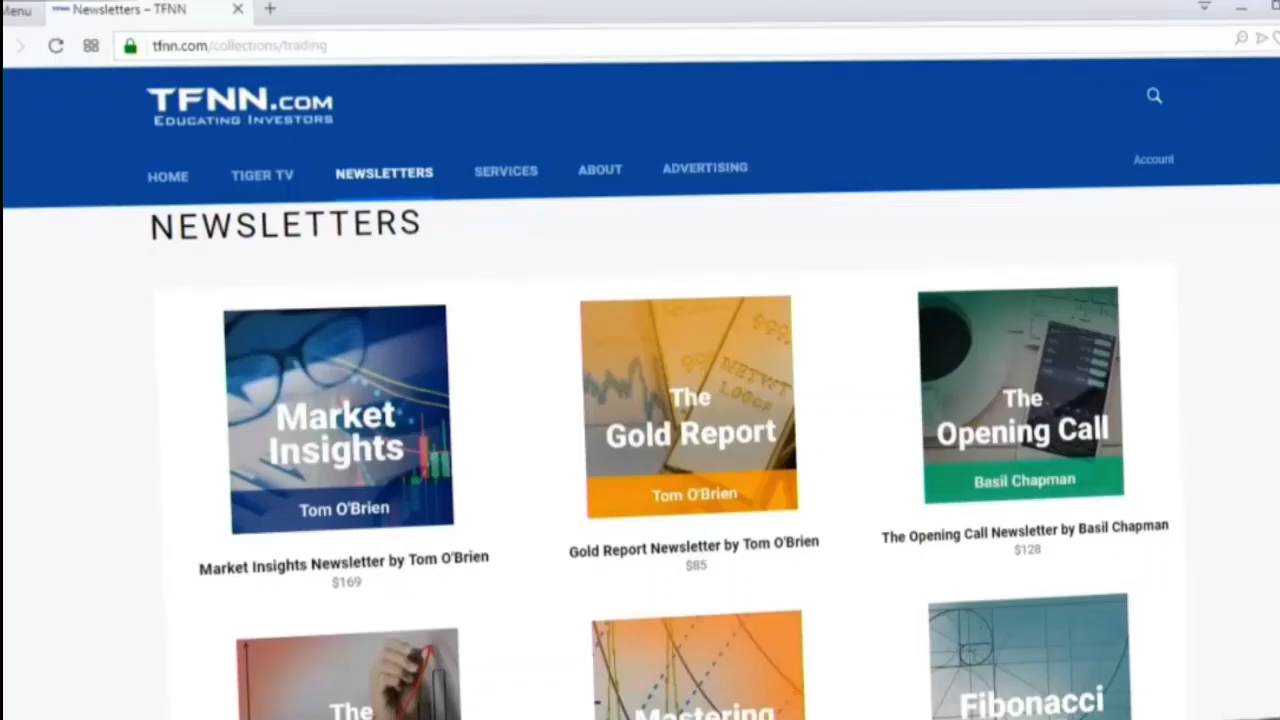 Menu
Newsletters – TFNN
tfnn.com/collections/trading
TFNN.COM
EDUCATING INVESTORS
Account
HOME TIGER TV NEWSLETTERS SERVICES ABOUT ADVERTISING
NEWSLETTERS
Market
Insights
Tom O'Brien
Market Insights Newsletter by Tom O'Brien
$169
The
Gold Report
Tom O'Brien
Gold Report Newsletter by Tom O'Brien
$85
The
Opening Call
Basil Chapman
The Opening Call Newsletter by Basil Chapman
$128
The
Mastering
Fibonacci